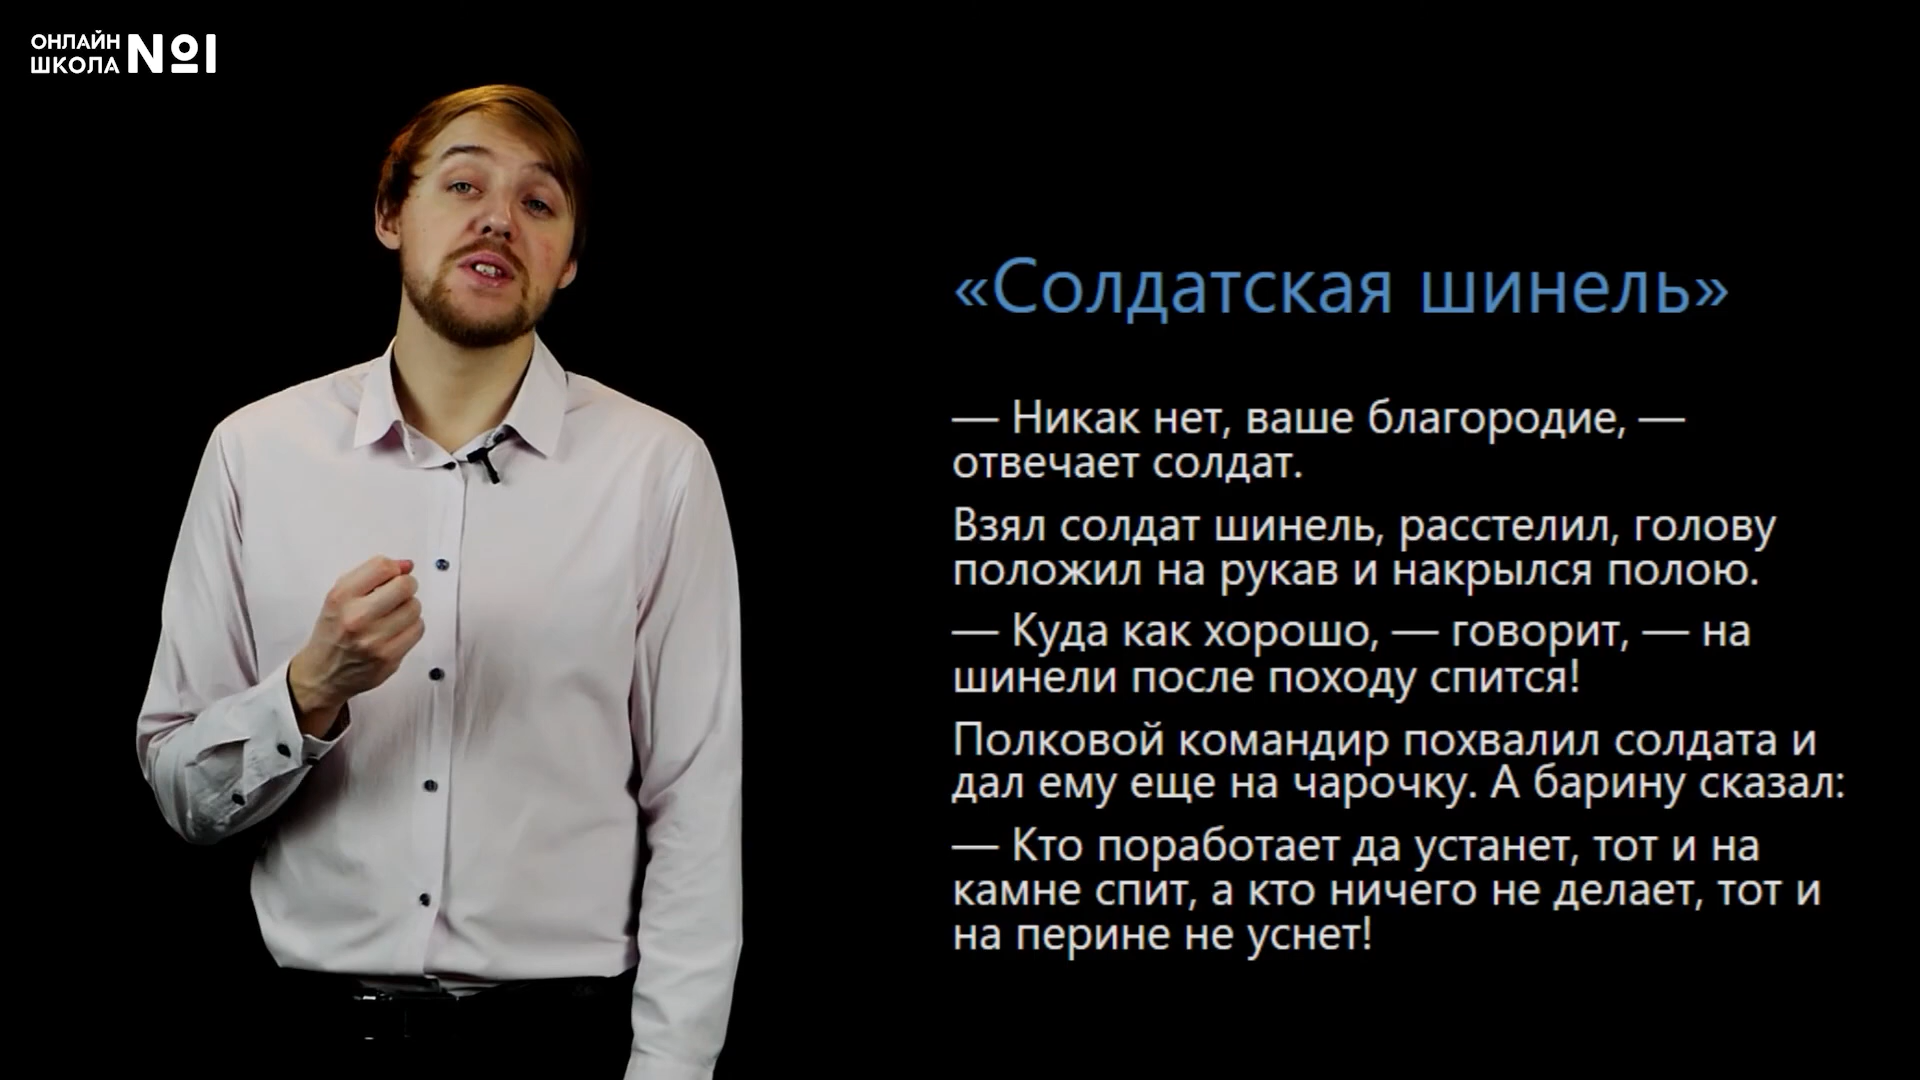 ОНЛАЙН
ШКОЛА №1
«Солдатская шинель»
— Никак нет, ваше благородие, —
отвечает солдат.
Взял солдат шинель, расстелил, голову
положил на рукав и накрылся полою.
— Куда как хорошо, — говорит, — на
шинели после походу спится!
Полковой командир похвалил солдата и
дал ему еще на чарочку. А барину сказал:
— Кто поработает да устанет, тот и на
камне спит, а кто ничего не делает, тот и
на перине не уснет!